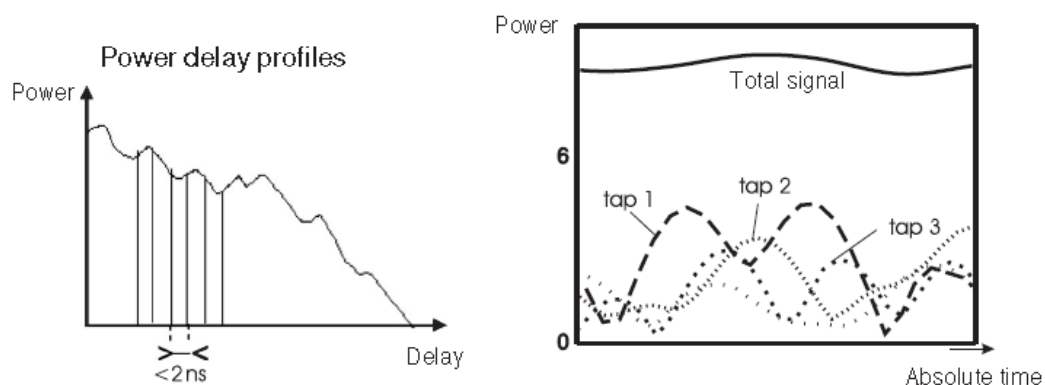 Power delay profiles
Power
Delay
<2ns
Power
Total signal
6
tap 1
tap 2
tap 3
0
Absolute time